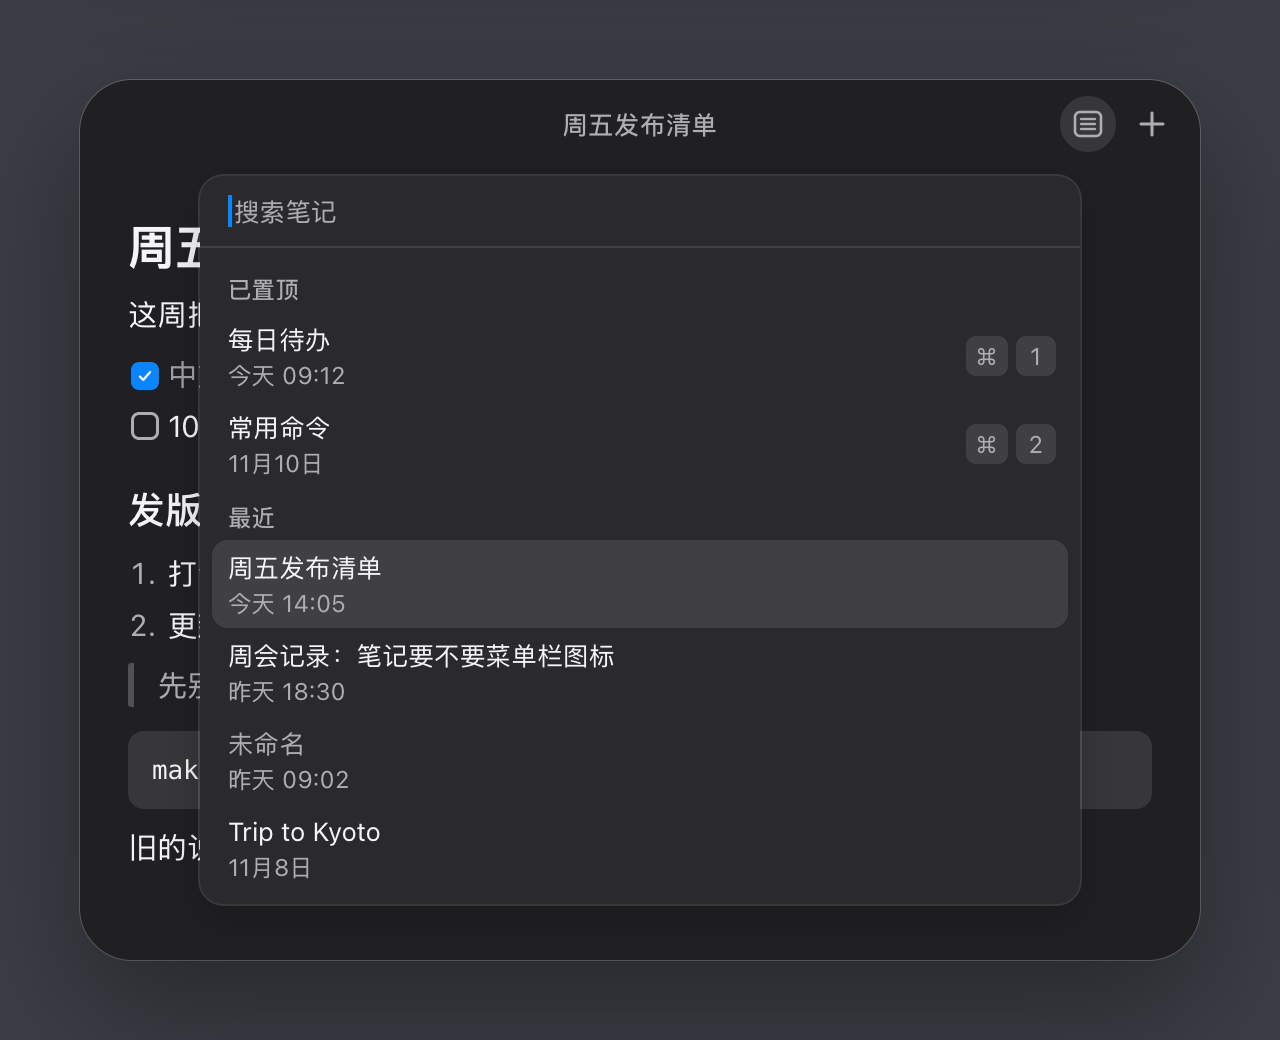 周五发布清单
搜索笔记
已置顶
每日待办
今天 09:12
⌘ 1
常用命令
11月10日
⌘ 2
最近
周五发布清单
今天 14:05
周会记录：笔记要不要菜单栏图标
昨天 18:30
未命名
昨天 09:02
Trip to Kyoto
11月8日
周五
这周
中
10
发版
1. 打
2. 更
先别
mak
旧的